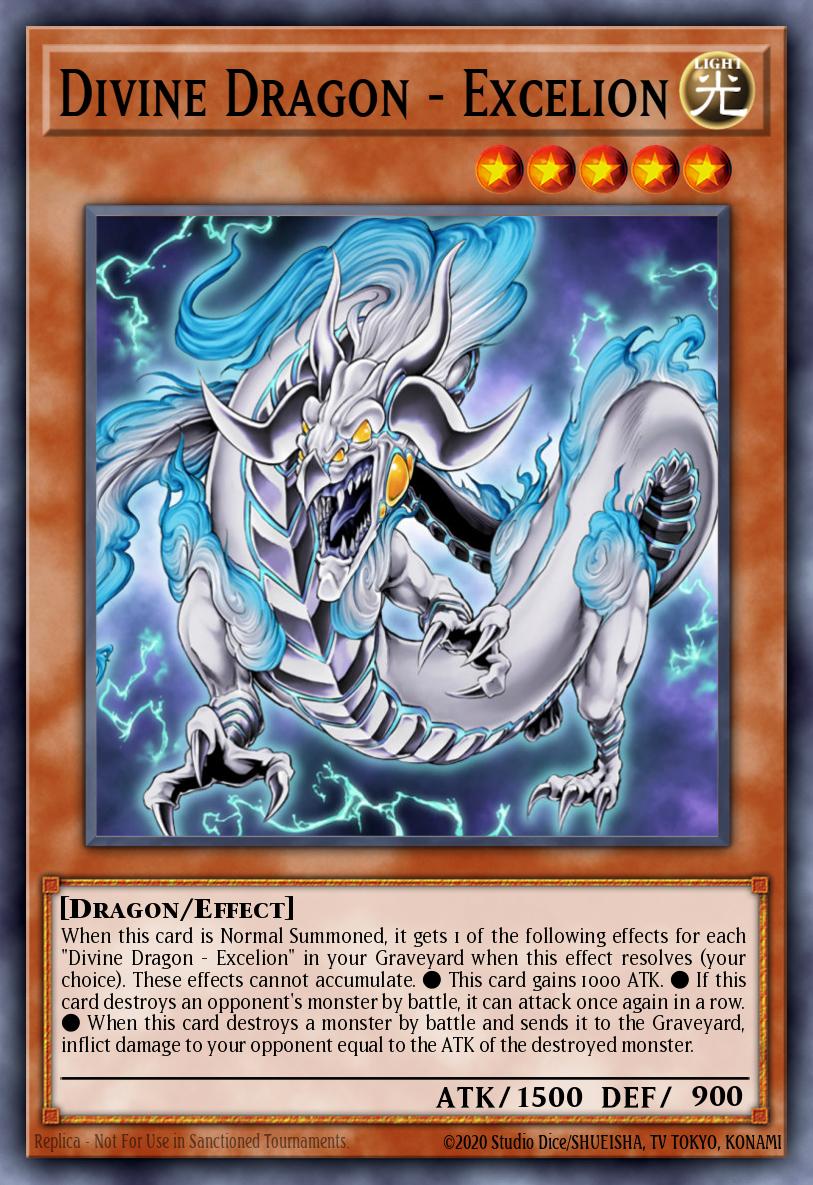 DIVINE DRAGON - EXCELION
LIGHT
光
[DRAGON/EFFECT]
When this card is Normal Summoned, it gets 1 of the following effects for each
"Divine Dragon - Excelion" in your Graveyard when this effect resolves (your
choice). These effects cannot accumulate. ● This card gains 1000 ATK. ● If this
card destroys an opponent's monster by battle, it can attack once again in a row.
● When this card destroys a monster by battle and sends it to the Graveyard,
inflict damage to your opponent equal to the ATK of the destroyed monster.
ATK/1500 DEF/ 900
Replica - Not For Use in Sanctioned Tournaments.
©2020 Studio Dice/SHUEISHA, TV TOKYO, KONAMI